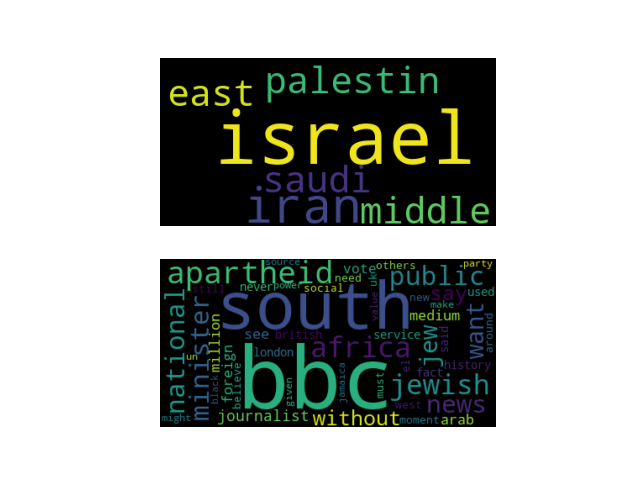 east palestin
israel
saudi
iran middle
source party
apartheid vote others public
still never power need social uk say used
south value new make
national minister million medium want around
un see british service jew said
london africa history
foreign believe bbc fact
black given jamaica must jewish
west news
might journalist without moment arab